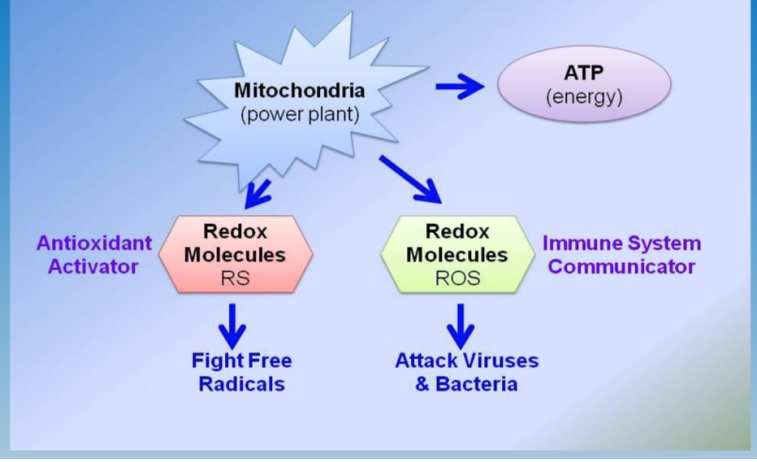 Mitochondria
(power plant)
ATP
(energy)
Antioxidant
Activator
Redox
Molecules
RS
Redox
Molecules
ROS
Immune System
Communicator
Fight Free
Radicals
Attack Viruses
& Bacteria